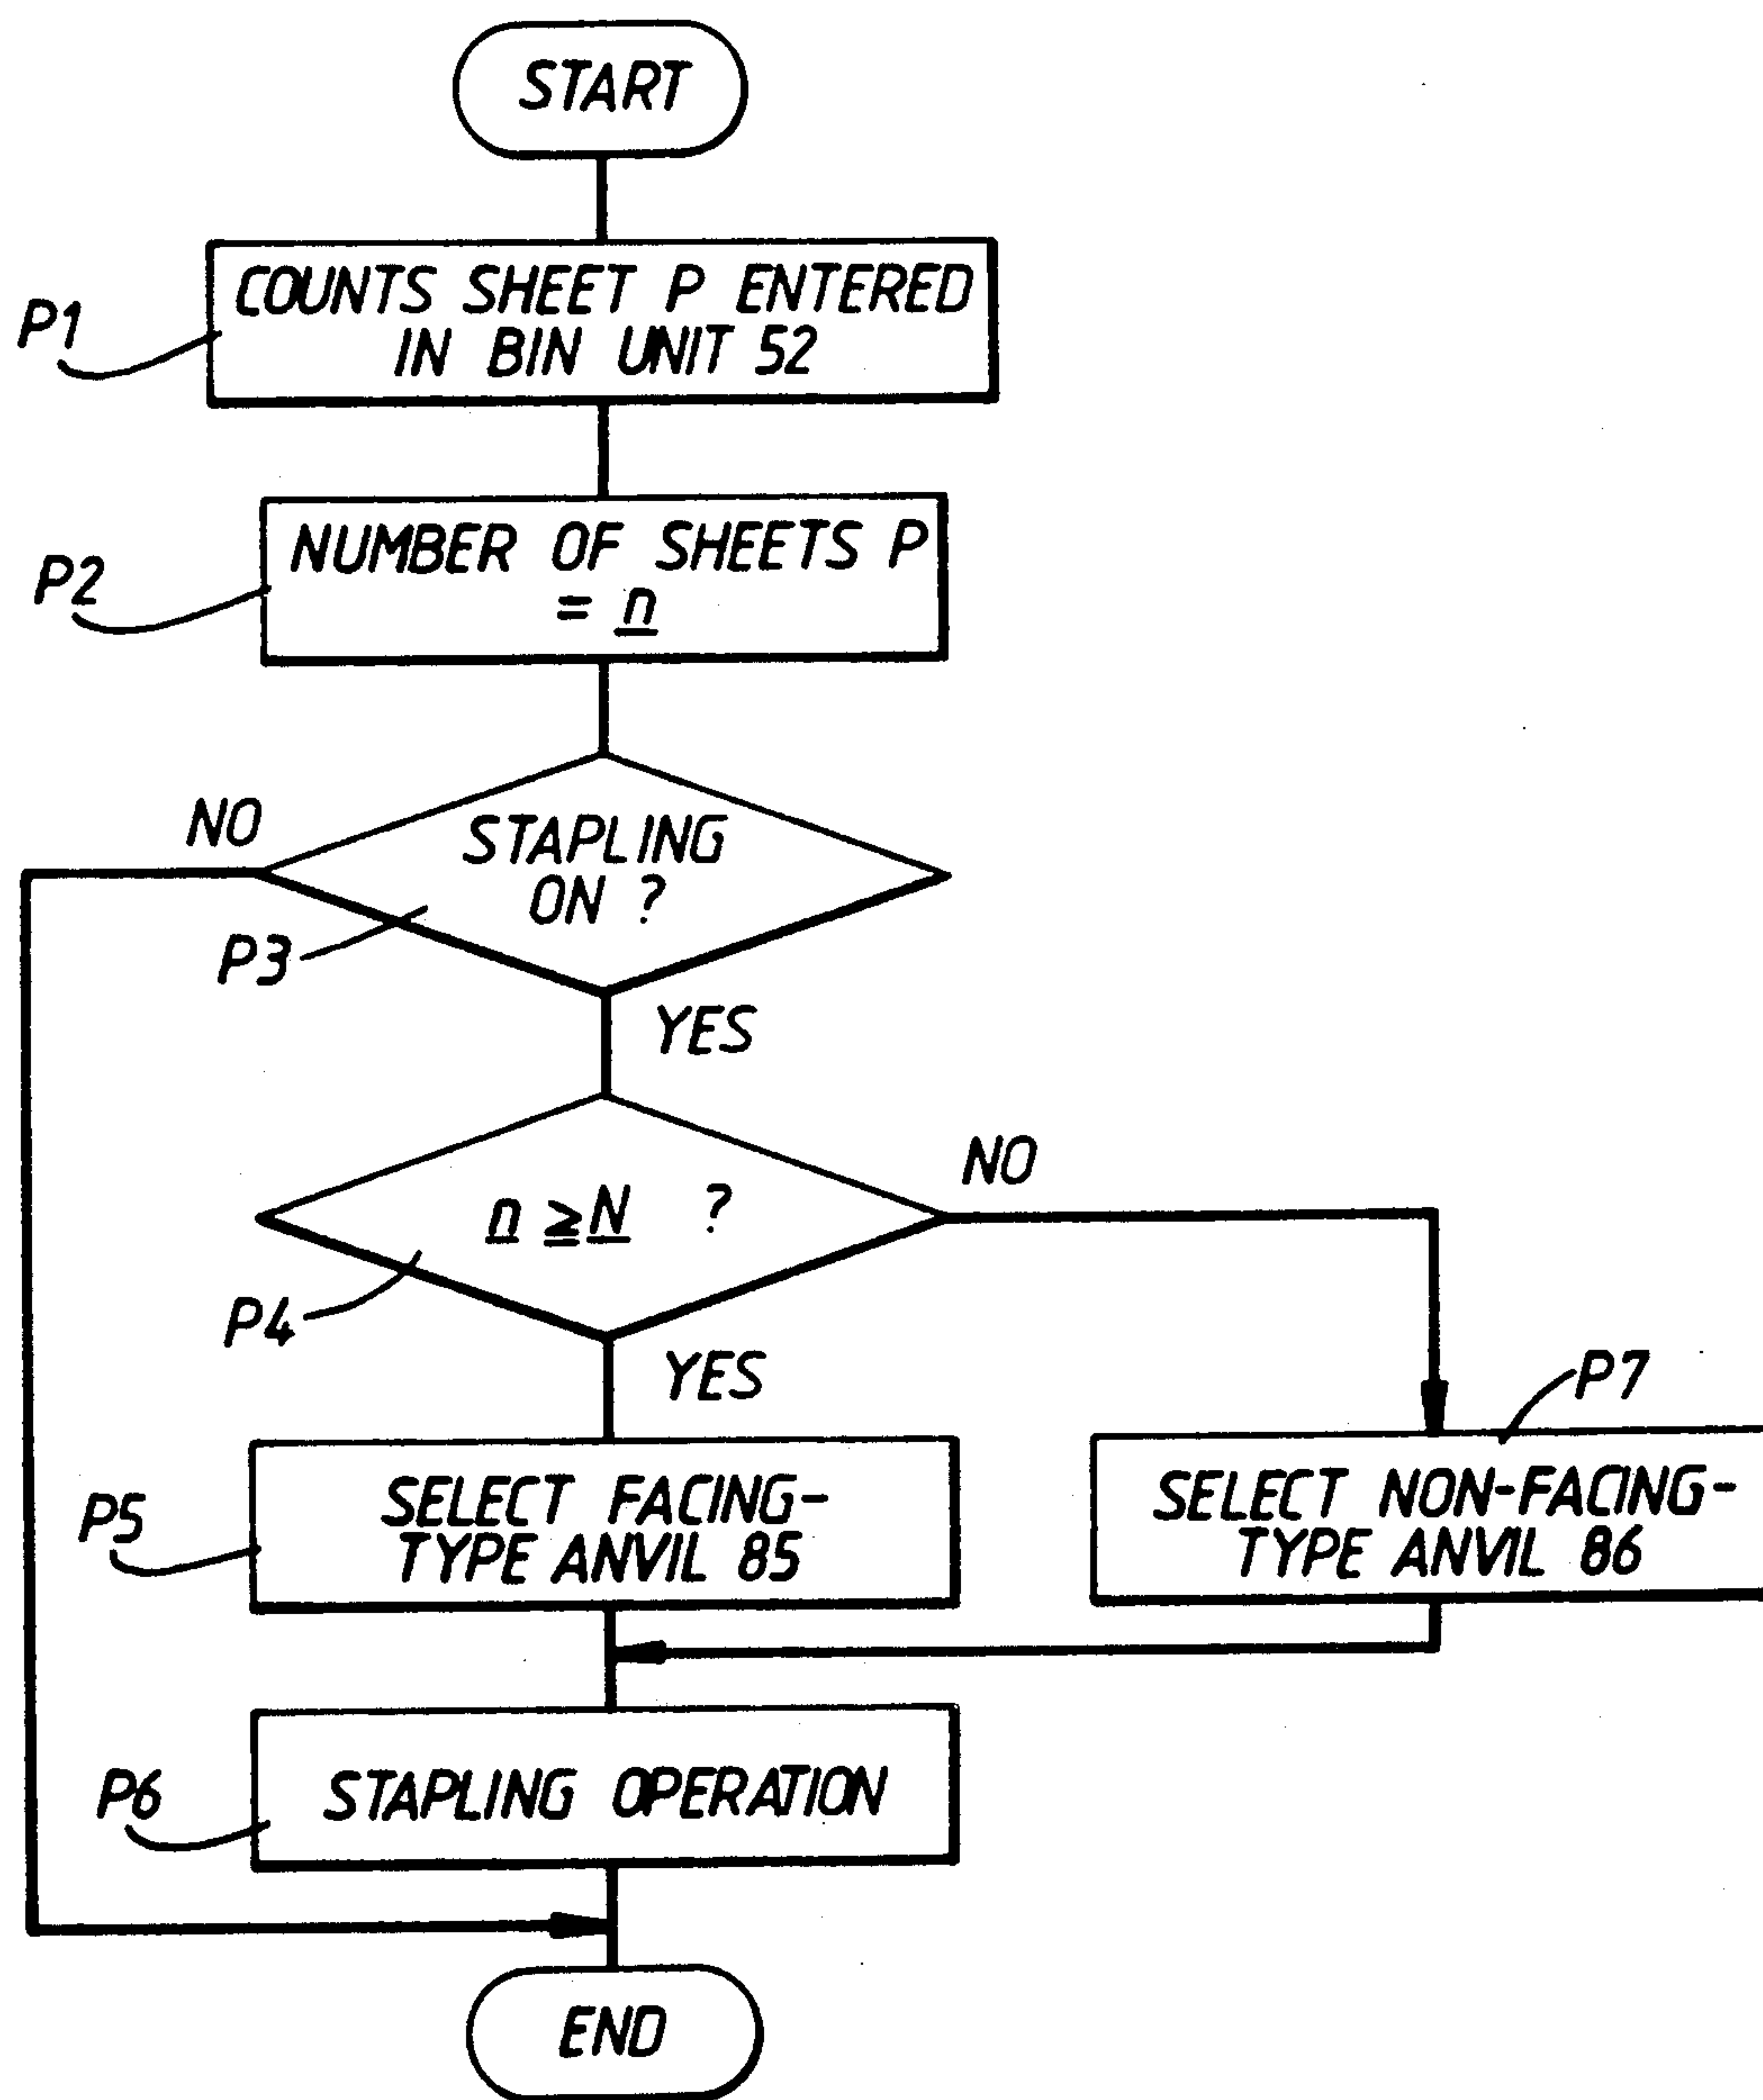 START
P1
COUNTS SHEET P ENTERED
IN BIN UNIT 52
P2
NUMBER OF SHEETS P
= n
NO
STAPLING
ON ?
P3
YES
NO
n ≧ N ?
P4
YES
P7
P5
SELECT FACING-
TYPE ANVIL 85
SELECT NON-FACING-
TYPE ANVIL 86
P6
STAPLING OPERATION
END